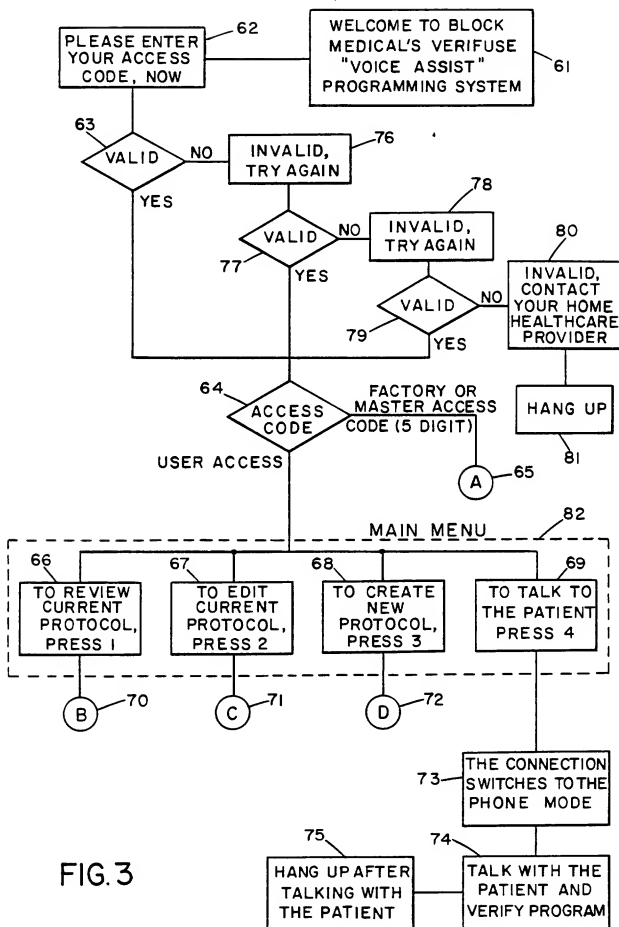 62
PLEASE ENTER
YOUR ACCESS
CODE, NOW
WELCOME TO BLOCK
MEDICAL'S VERIFUSE
"VOICE ASSIST"
PROGRAMMING SYSTEM
61
63
VALID
NO
YES
76
INVALID,
TRY AGAIN
VALID
77
NO
YES
78
INVALID,
TRY AGAIN
VALID
79
NO
YES
80
INVALID,
CONTACT
YOUR HOME
HEALTHCARE
PROVIDER
HANG UP
81
64
ACCESS
CODE
FACTORY OR
MASTER ACCESS
CODE (5 DIGIT)
USER ACCESS
A
65
MAIN MENU
82
66
TO REVIEW
CURRENT
PROTOCOL,
PRESS 1
67
TO EDIT
CURRENT
PROTOCOL,
PRESS 2
68
TO CREATE
NEW
PROTOCOL,
PRESS 3
69
TO TALK TO
THE PATIENT
PRESS 4
B
70
C
71
D
72
73
THE CONNECTION
SWITCHES TO THE
PHONE MODE
74
TALK WITH THE
PATIENT AND
VERIFY PROGRAM
75
HANG UP AFTER
TALKING WITH
THE PATIENT
FIG.3